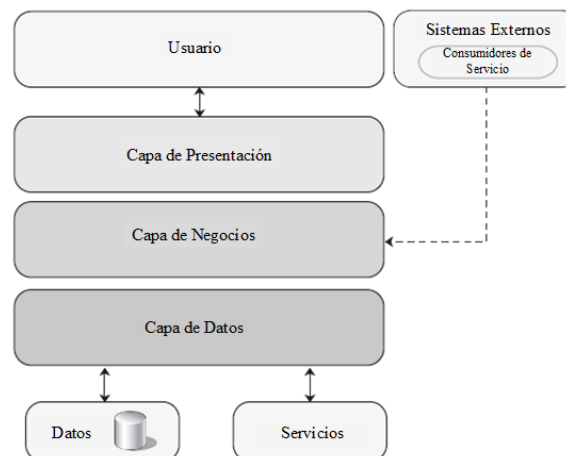 Usuario
Sistemas Externos
Consumidores de
Servicio
Capa de Presentación
Capa de Negocios
Capa de Datos
Datos
Servicios